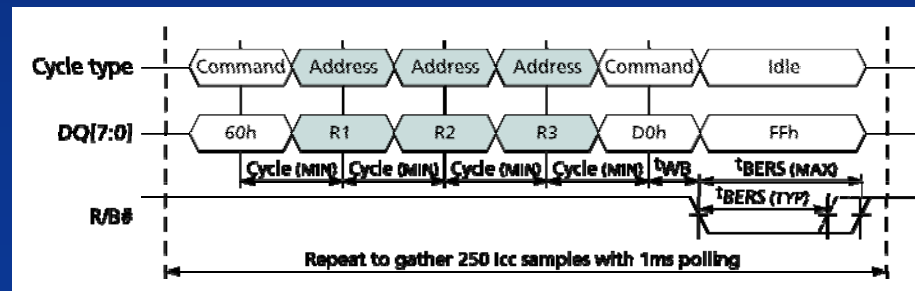 Cycle type Command Address Address Address Command Idle
DQ[7:0] 60h R1 R2 R3 D0h FFh
Cycle (MIN) Cycle (MIN) Cycle (MIN) Cycle (MIN) tWB tBERS (MAX)
tBERS (TYP)
R/B#
Repeat to gather 250 Icc samples with 1ms polling